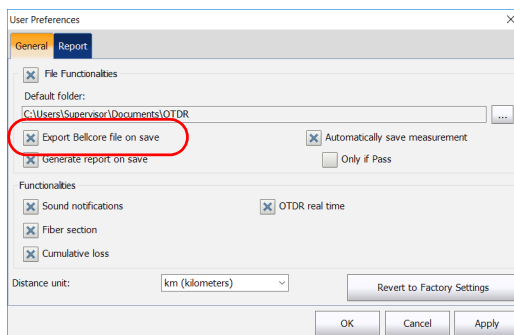 User Preferences
General Report
File Functionalities
Default folder:
C:\Users\Supervisor\Documents\OTDR ...
Export Bellcore file on save Automatically save measurement
Generate report on save Only if Pass
Functionalities
Sound notifications OTDR real time
Fiber section
Cumulative loss
Distance unit: km (kilometers) Revert to Factory Settings
OK Cancel Apply